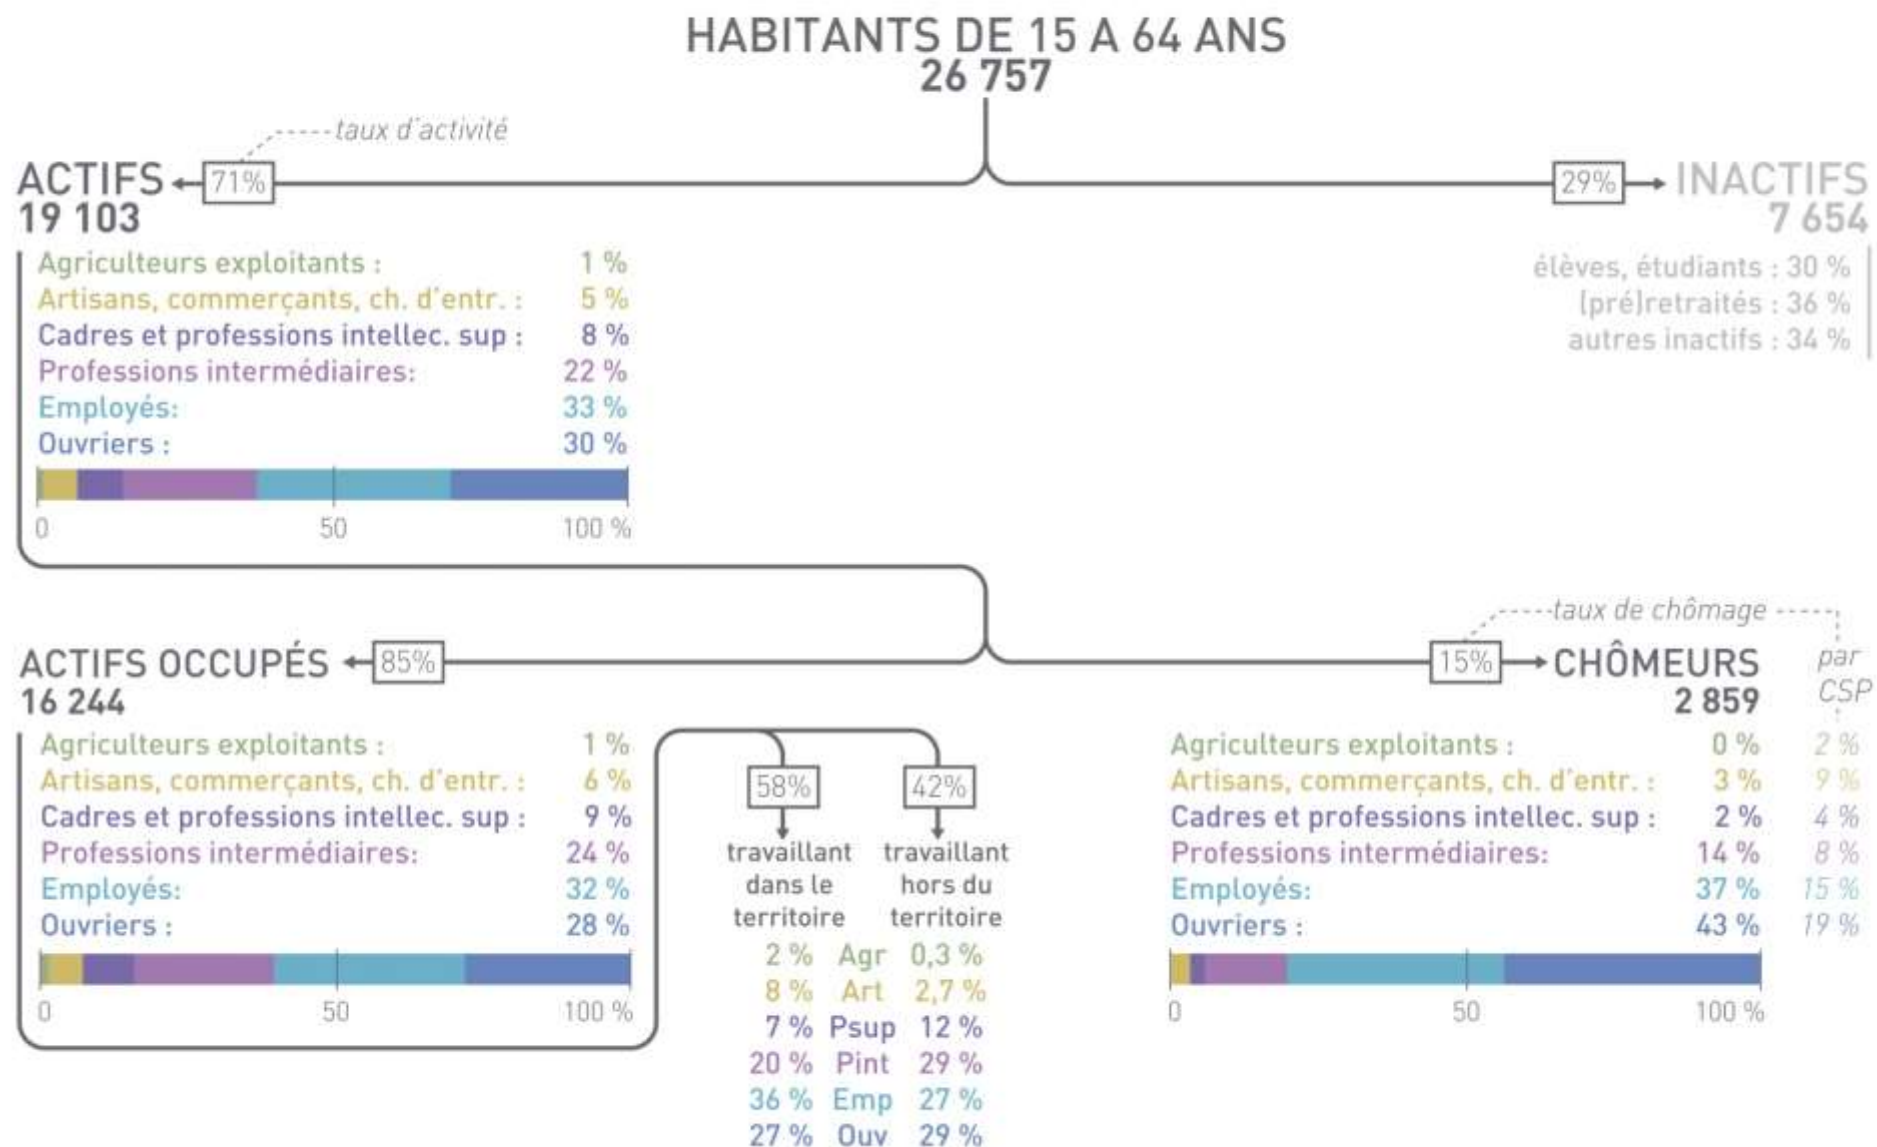 HABITANTS DE 15 A 64 ANS
26 757
taux d'activité
ACTIFS 71%
19 103
29% INACTIFS
7 654
Agriculteurs exploitants : 1 %
Artisans, commerçants, ch. d'entr. : 5 %
Cadres et professions intellec. sup : 8 %
Professions intermédiaires: 22 %
Employés: 33 %
Ouvriers : 30 %
0 50 100 %
élèves, étudiants : 30 %
(pré)retraités : 36 %
autres inactifs : 34 %
ACTIFS OCCUPÉS 85%
16 244
Agriculteurs exploitants : 1 %
Artisans, commerçants, ch. d'entr. : 6 %
Cadres et professions intellec. sup : 9 %
Professions intermédiaires: 24 %
Employés: 32 %
Ouvriers : 28 %
0 50 100 %
58% 42%
travaillant travaillant
dans le hors du
territoire territoire
2 % Agr 0,3 %
8 % Art 2,7 %
7 % Psup 12 %
20 % Pint 29 %
36 % Emp 27 %
27 % Ouv 29 %
taux de chômage
15% CHÔMEURS par
2 859 CSP
Agriculteurs exploitants : 0 % 2 %
Artisans, commerçants, ch. d'entr. : 3 % 9 %
Cadres et professions intellec. sup : 2 % 4 %
Professions intermédiaires: 14 % 8 %
Employés: 37 % 15 %
Ouvriers : 43 % 19 %
0 50 100 %